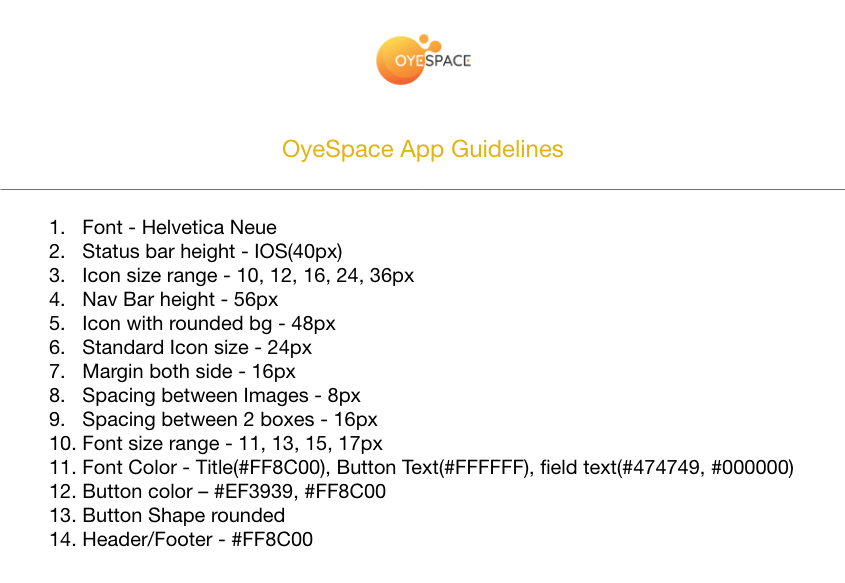 OYESPACE
OyeSpace App Guidelines
1. Font - Helvetica Neue
2. Status bar height - IOS(40px)
3. Icon size range - 10, 12, 16, 24, 36px
4. Nav Bar height - 56px
5. Icon with rounded bg - 48px
6. Standard Icon size - 24px
7. Margin both side - 16px
8. Spacing between Images - 8px
9. Spacing between 2 boxes - 16px
10. Font size range - 11, 13, 15, 17px
11. Font Color - Title(#FF8C00), Button Text(#FFFFFF), field text(#474749, #000000)
12. Button color – #EF3939, #FF8C00
13. Button Shape rounded
14. Header/Footer - #FF8C00